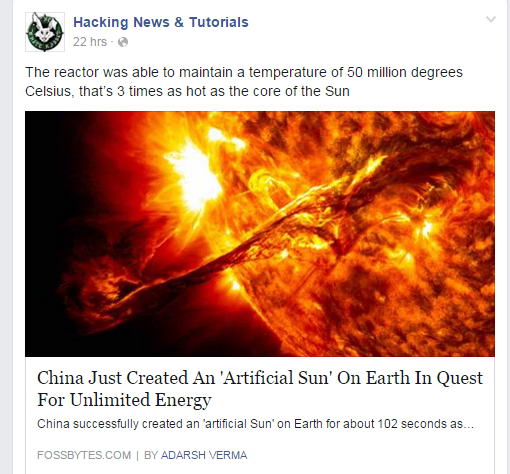 Hacking News & Tutorials
22 hrs ·
The reactor was able to maintain a temperature of 50 million degrees
Celsius, that's 3 times as hot as the core of the Sun
China Just Created An 'Artificial Sun' On Earth In Quest
For Unlimited Energy
China successfully created an 'artificial Sun' on Earth for about 102 seconds as...
FOSSBYTES.COM | BY ADARSH VERMA